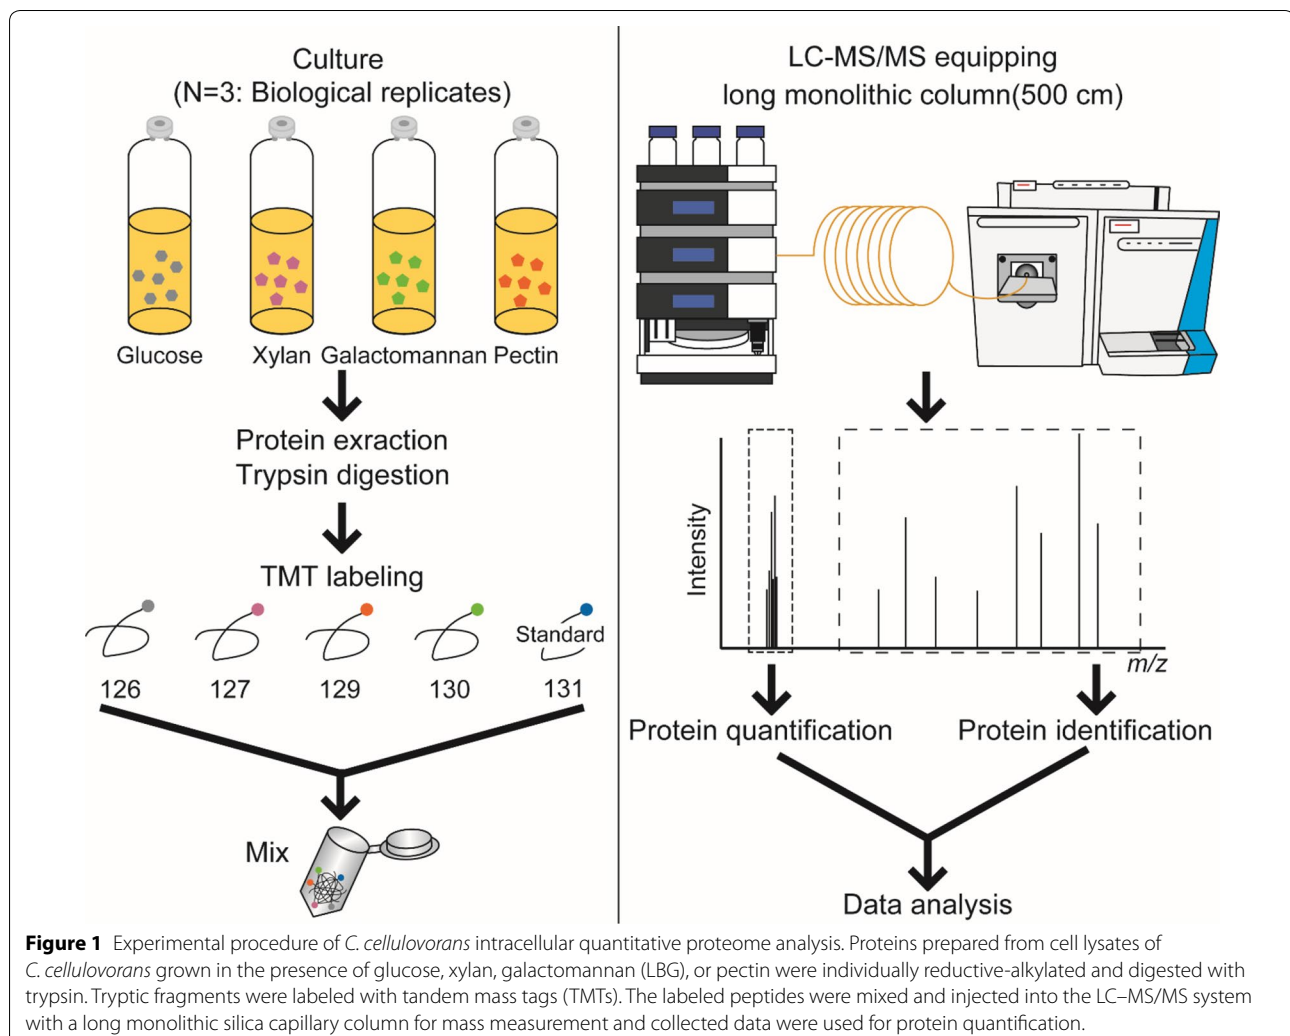 Culture
(N=3: Biological replicates)
Glucose
Xylan
Galactomannan
Pectin
Protein exraction
Trypsin digestion
TMT labeling
Standard
126
127
129
130
131
Mix
LC-MS/MS equipping
long monolithic column(500 cm)
Intensity
m/z
Protein quantification
Protein identification
Data analysis
Figure 1 Experimental procedure of C. cellulovorans intracellular quantitative proteome analysis. Proteins prepared from cell lysates of
C. cellulovorans grown in the presence of glucose, xylan, galactomannan (LBG), or pectin were individually reductive-alkylated and digested with
trypsin. Tryptic fragments were labeled with tandem mass tags (TMTs). The labeled peptides were mixed and injected into the LC–MS/MS system
with a long monolithic silica capillary column for mass measurement and collected data were used for protein quantification.